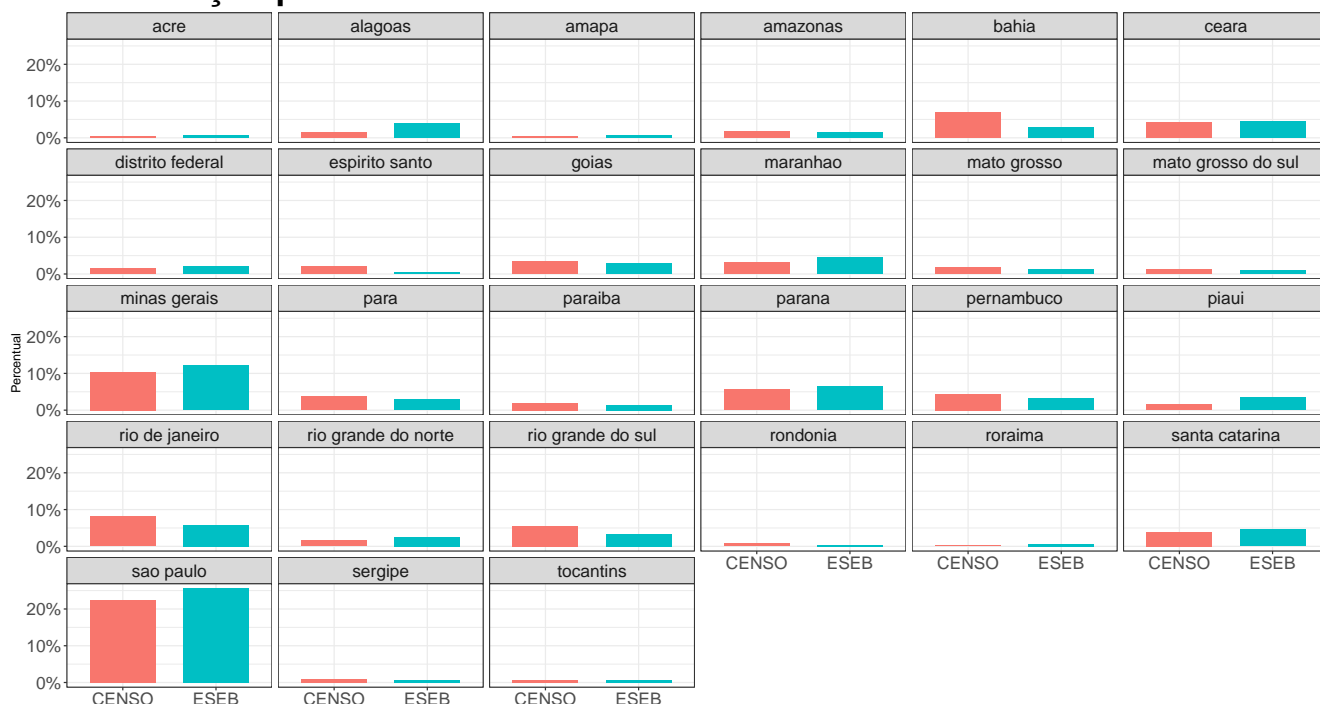 acre alagoas amapa amazonas bahia ceara
20%
10%
0%
distrito federal espirito santo goias maranhao mato grosso mato grosso do sul
20%
10%
0%
minas gerais para paraiba parana pernambuco piaui
20%
10%
0%
Percentual
rio de janeiro rio grande do norte rio grande do sul rondonia roraima santa catarina
20%
10%
0%
CENSO ESEB CENSO ESEB CENSO ESEB
sao paulo sergipe tocantins
20%
10%
0%
CENSO ESEB CENSO ESEB CENSO ESEB